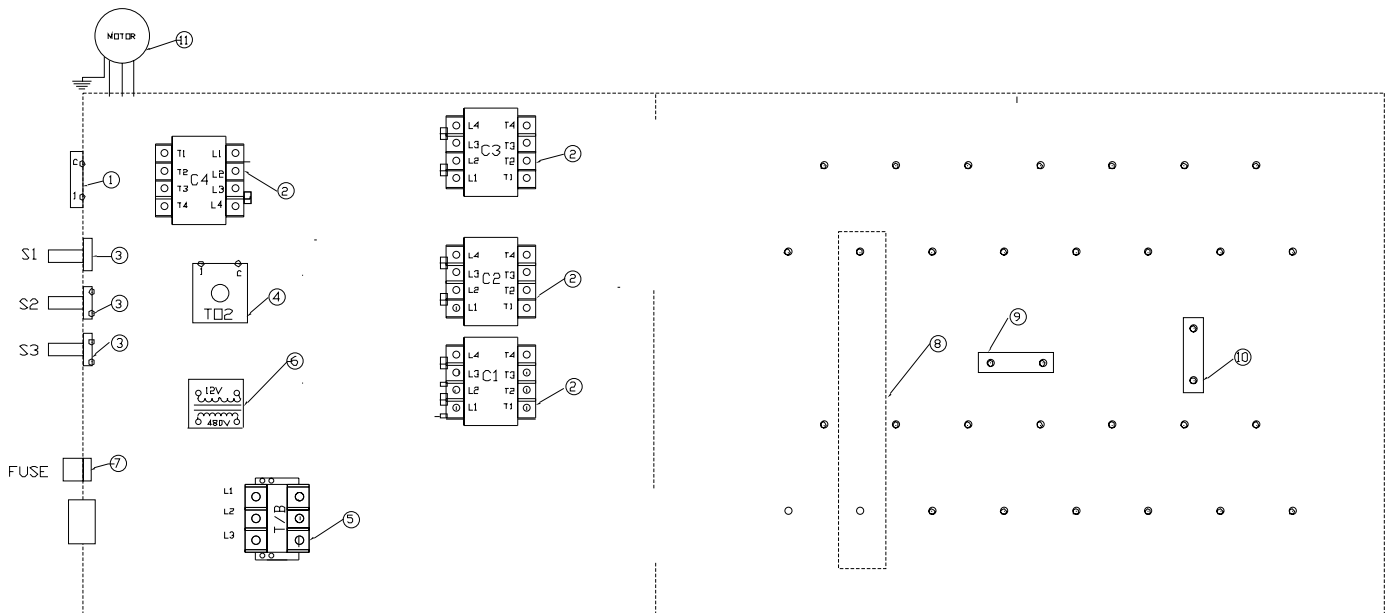 MOTOR
11
C
1
1
T1 L1
T2 L2
C4
T3 L3
T4 L4
2
L4 T4
L3 T3
C3
L2 T2
L1 T1
2
S1
3
S2
3
S3
3
1 C
TO2
4
L4 T4
L3 T3
C2
L2 T2
L1 T1
2
L4 T4
L3 T3
C1
L2 T2
L1 T1
2
12V
480V
6
FUSE
7
L1
L2
L3
T/B
5
8
9
10